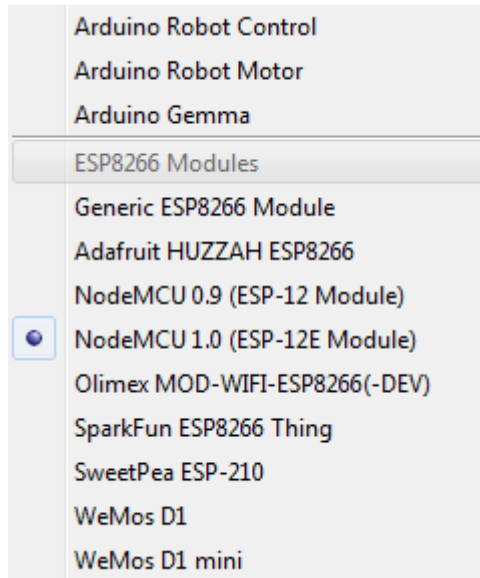 Arduino Robot Control
Arduino Robot Motor
Arduino Gemma
ESP8266 Modules
Generic ESP8266 Module
Adafruit HUZZAH ESP8266
NodeMCU 0.9 (ESP-12 Module)
NodeMCU 1.0 (ESP-12E Module)
Olimex MOD-WIFI-ESP8266(-DEV)
SparkFun ESP8266 Thing
SweetPea ESP-210
WeMos D1
WeMos D1 mini